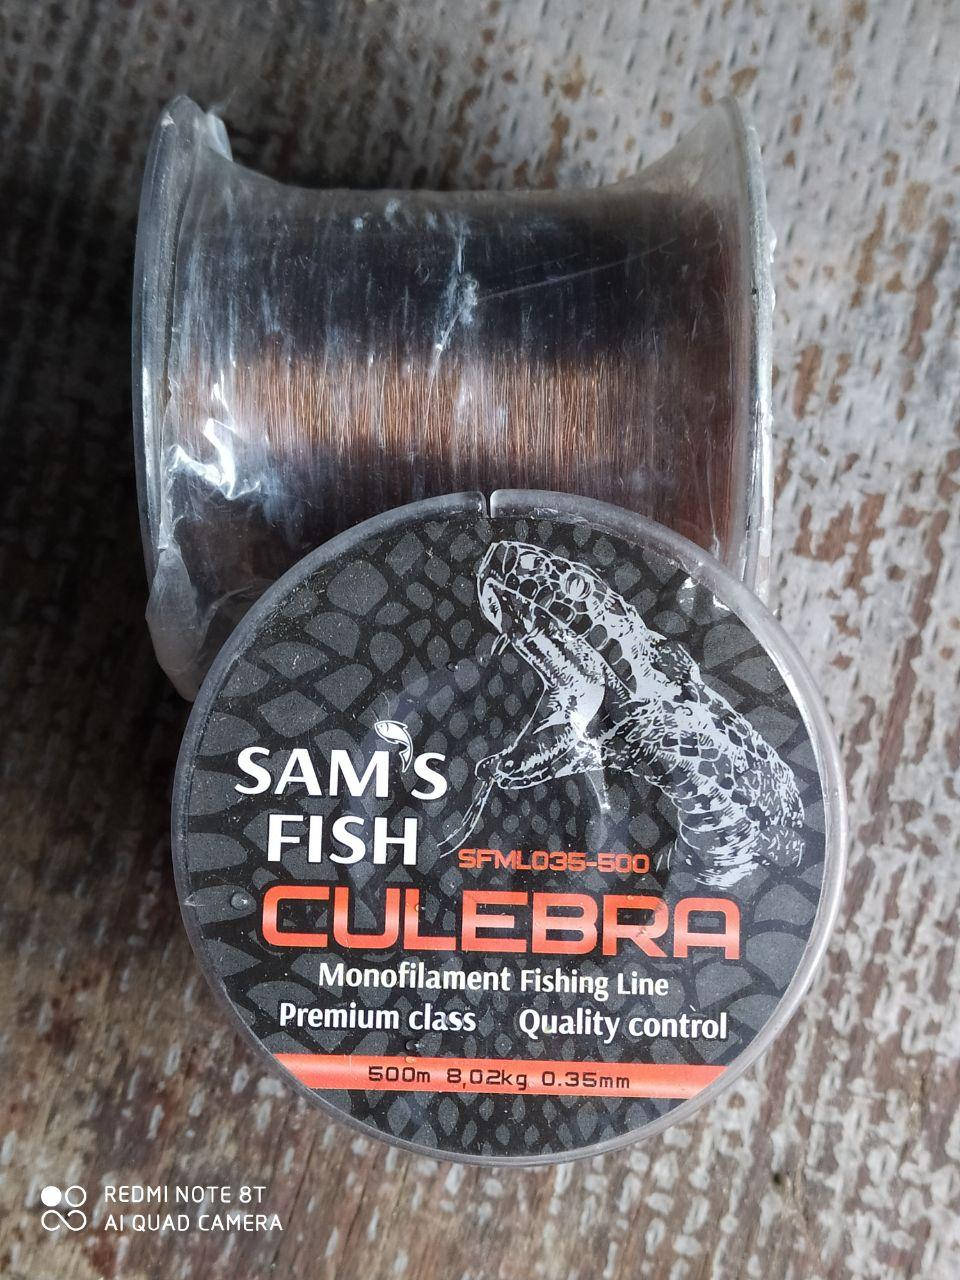 SAM'S
FISH
SFML035-500
CULEBRA
Monofilament Fishing Line
Premium class Quality control
500m 8,02kg 0.35mm
REDMI NOTE 8T
AI QUAD CAMERA